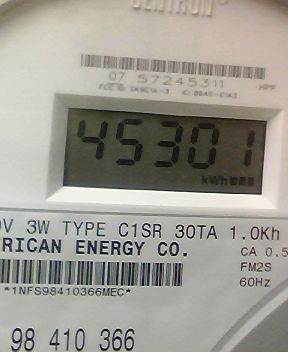 CENTRON®
07 57245311
45301
kWh
V 3W TYPE C1SR 30TA 1.0Kh
RICAN ENERGY CO.
CA 0.5
FM2S
60Hz
*1NFS98410366MEC*
98 410 366